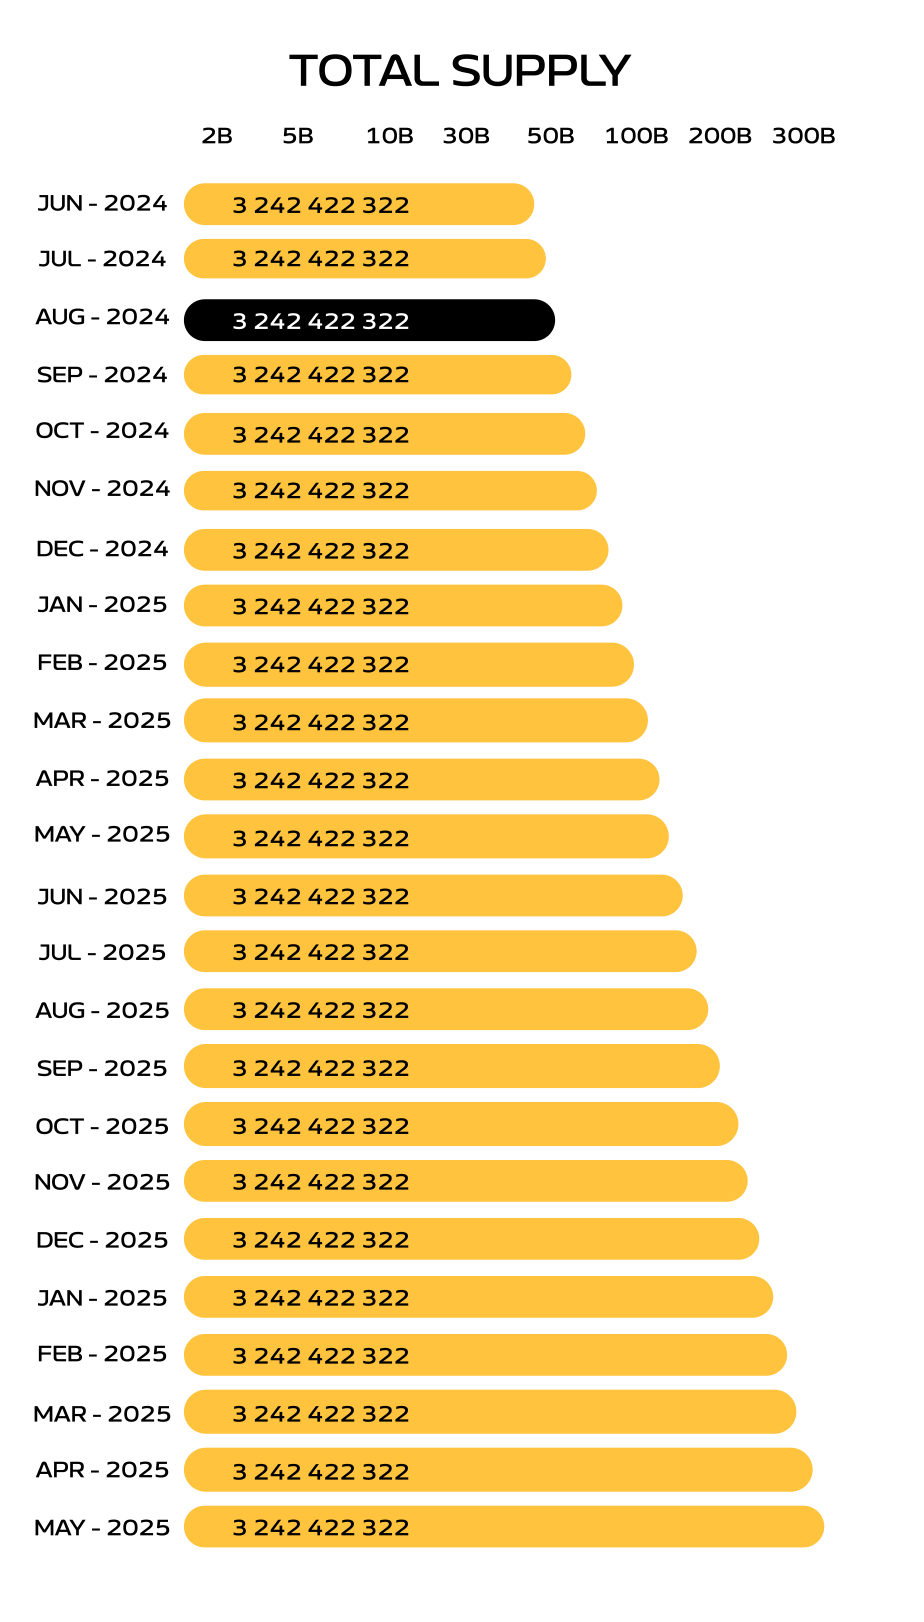 TOTAL SUPPLY
2B 5B 10B 30B 50B 100B 200B 300B
JUN - 2024 3 242 422 322
JUL - 2024 3 242 422 322
AUG - 2024 3 242 422 322
SEP - 2024 3 242 422 322
OCT - 2024 3 242 422 322
NOV - 2024 3 242 422 322
DEC - 2024 3 242 422 322
JAN - 2025 3 242 422 322
FEB - 2025 3 242 422 322
MAR - 2025 3 242 422 322
APR - 2025 3 242 422 322
MAY - 2025 3 242 422 322
JUN - 2025 3 242 422 322
JUL - 2025 3 242 422 322
AUG - 2025 3 242 422 322
SEP - 2025 3 242 422 322
OCT - 2025 3 242 422 322
NOV - 2025 3 242 422 322
DEC - 2025 3 242 422 322
JAN - 2025 3 242 422 322
FEB - 2025 3 242 422 322
MAR - 2025 3 242 422 322
APR - 2025 3 242 422 322
MAY - 2025 3 242 422 322